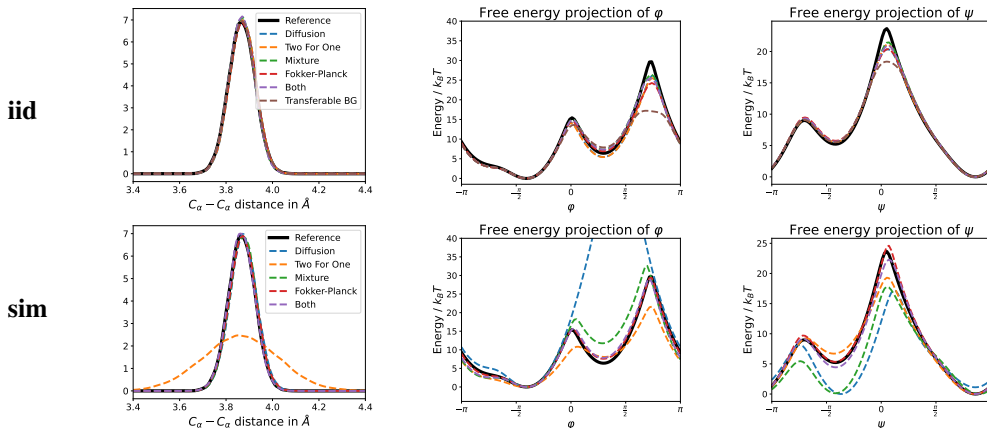 iid
7
6
5
4
3
2
1
0
3.4 3.6 3.8 4.0 4.2 4.4
Cα − Cα distance in Å
Reference
Diffusion
Two For One
Mixture
Fokker-Planck
Both
Transferable BG
Free energy projection of φ
Energy / kBT
40
35
30
25
20
15
10
5
0
−π −π/2 0 π/2 π
φ
Free energy projection of ψ
Energy / kBT
20
15
10
5
0
−π −π/2 0 π/2 π
ψ
sim
7
6
5
4
3
2
1
0
3.4 3.6 3.8 4.0 4.2 4.4
Cα − Cα distance in Å
Reference
Diffusion
Two For One
Mixture
Fokker-Planck
Both
Free energy projection of φ
Energy / kBT
40
35
30
25
20
15
10
5
0
−π −π/2 0 π/2 π
φ
Free energy projection of ψ
Energy / kBT
25
20
15
10
5
0
−π −π/2 0 π/2 π
ψ